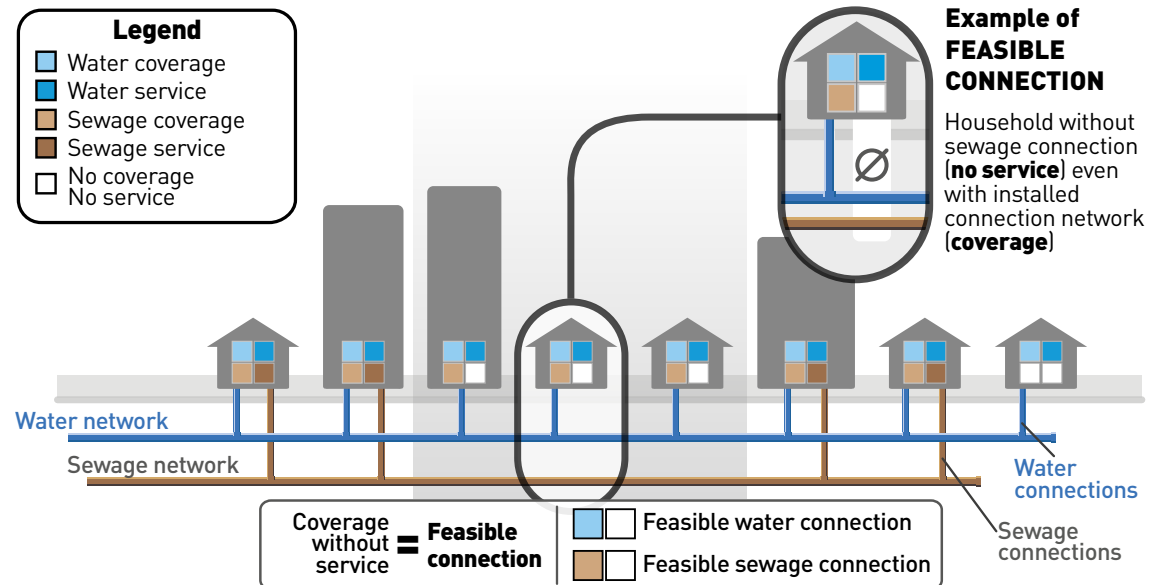 Legend
Water coverage
Water service
Sewage coverage
Sewage service
No coverage
No service
Example of
FEASIBLE
CONNECTION
Household without
sewage connection
(no service) even
with installed
connection network
(coverage)
Water network
Sewage network
Water
connections
Sewage
connections
Coverage
without
service
=
Feasible
connection
Feasible water connection
Feasible sewage connection